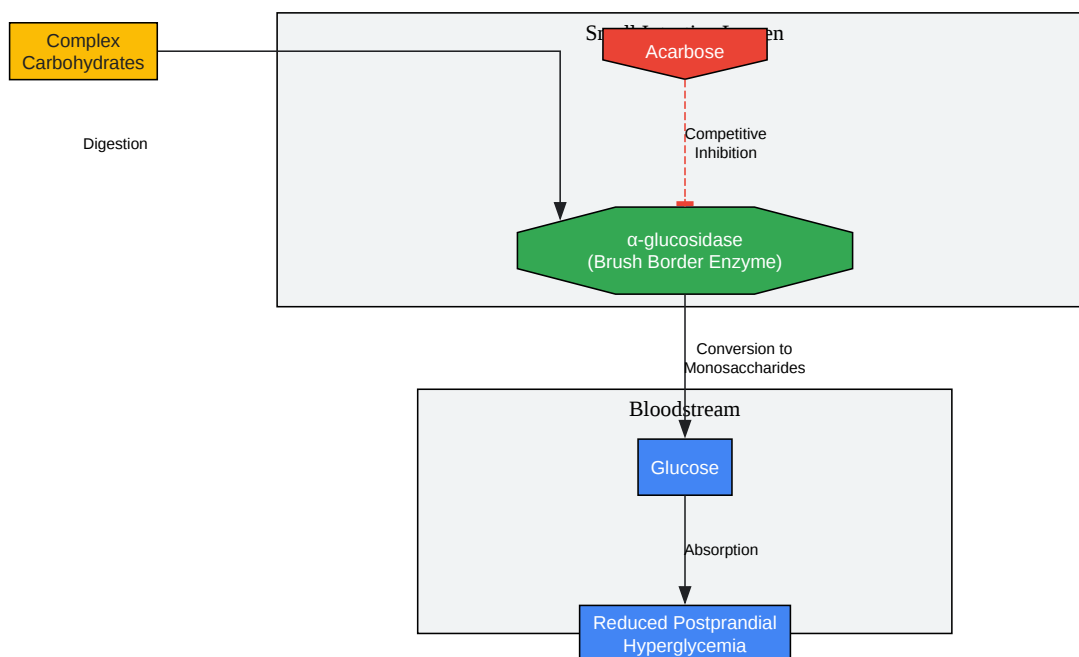 Complex
Carbohydrates
Acarbose
Digestion
Competitive
Inhibition
α-glucosidase
(Brush Border Enzyme)
Conversion to
Monosaccharides
Bloodstream
Glucose
Absorption
Reduced Postprandial
Hyperglycemia